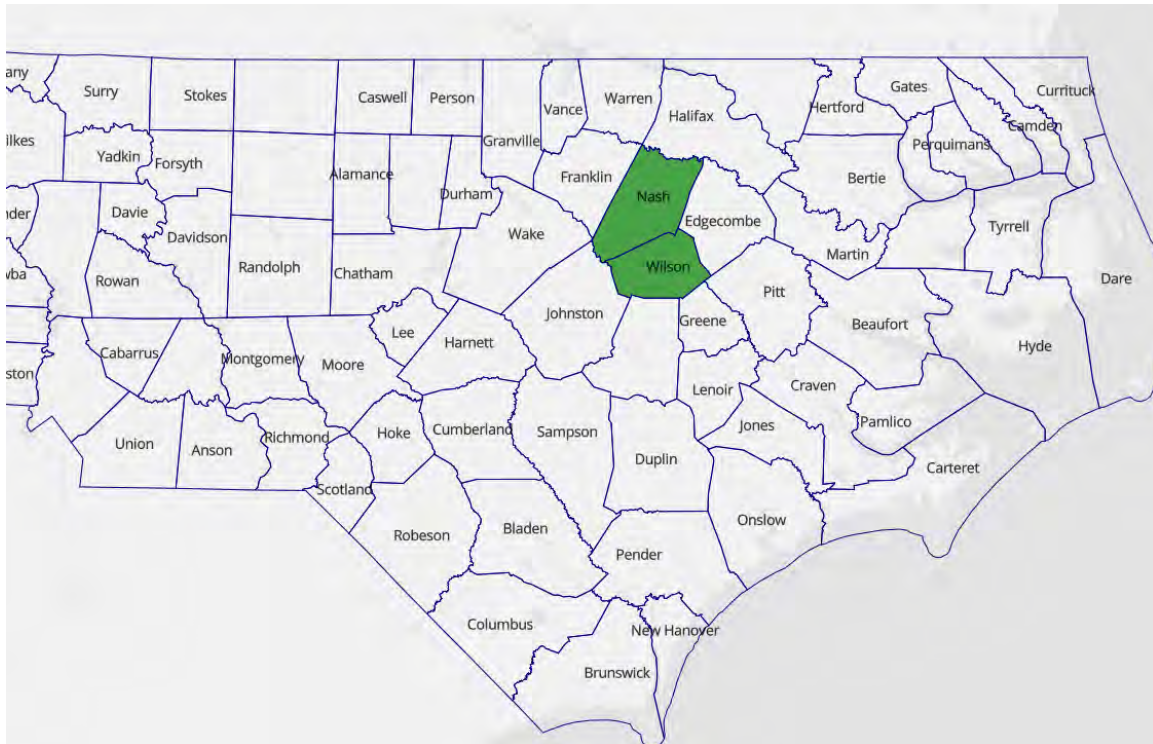 any
Surry
Stokes
Caswell
Person
Granville
Vance
Warren
Halifax
Hertford
Gates
Currituck
Camden
Perquimans
ilkes
Yadkin
Forsyth
Alamance
Durham
Franklin
Nash
Edgecombe
Bertie
nder
Davie
Davidson
Wake
Martin
Tyrrell
wba
Rowan
Randolph
Chatham
Wilson
Pitt
Dare
Johnston
Greene
Beaufort
Hyde
ston
Cabarrus
Montgomery
Moore
Lee
Harnett
Lenoir
Craven
Union
Anson
Richmond
Hoke
Cumberland
Sampson
Duplin
Jones
Pamlico
Carteret
Scotland
Robeson
Bladen
Pender
Onslow
Columbus
New Hanover
Brunswick